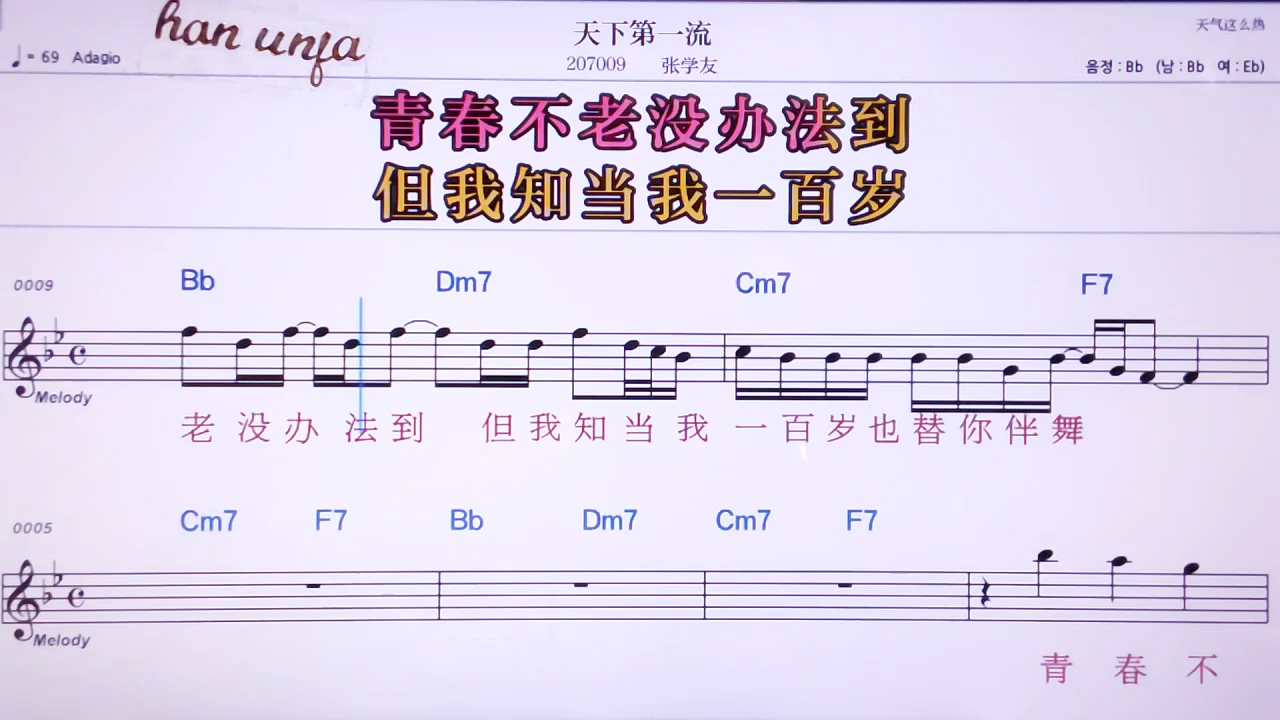 han unja
天下第一流
天气这么热
♩= 69 Adagio
207009 张学友
음정 : Bb (남 : Bb 여 : Eb)
青春不老没办法到
但我知当我一百岁
0009
Bb Dm7 Cm7 F7
Melody
老 没 办 法 到 但 我 知 当 我 一 百 岁 也 替 你 伴 舞
0005
Cm7 F7 Bb Dm7 Cm7 F7
Melody
青 春 不